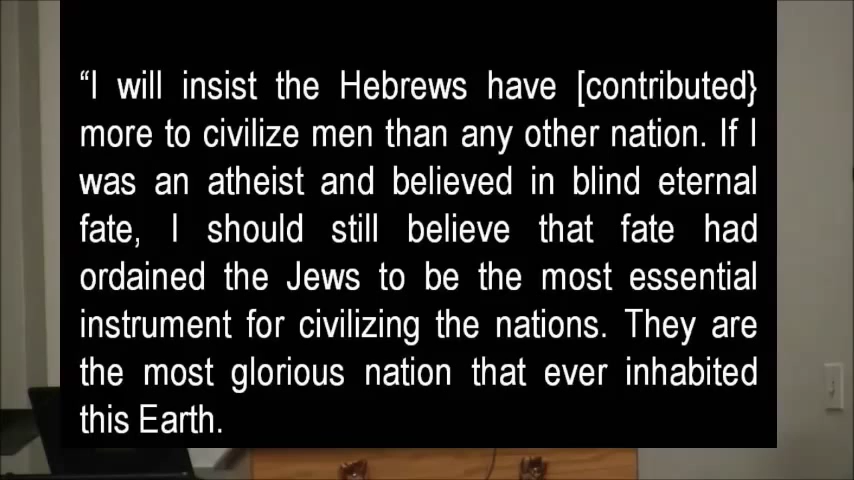 “I will insist the Hebrews have [contributed}
more to civilize men than any other nation. If I
was an atheist and believed in blind eternal
fate, I should still believe that fate had
ordained the Jews to be the most essential
instrument for civilizing the nations. They are
the most glorious nation that ever inhabited
this Earth.